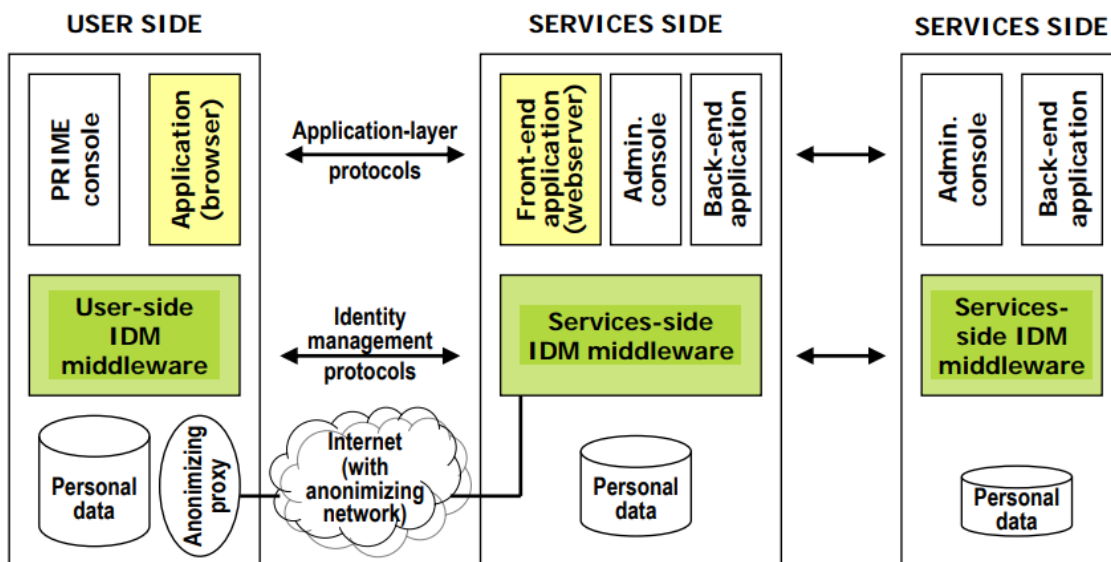 USER SIDE
SERVICES SIDE
SERVICES SIDE
PRIME
console
Application
(browser)
Application-layer
protocols
Front-end
application
(webserver)
Admin.
console
Back-end
application
Admin.
console
Back-end
application
User-side
IDM
middleware
Identity
management
protocols
Services-side
IDM middleware
Services-
side IDM
middleware
Personal
data
Anonimizing
proxy
Internet
(with
anonimizing
network)
Personal
data
Personal
data